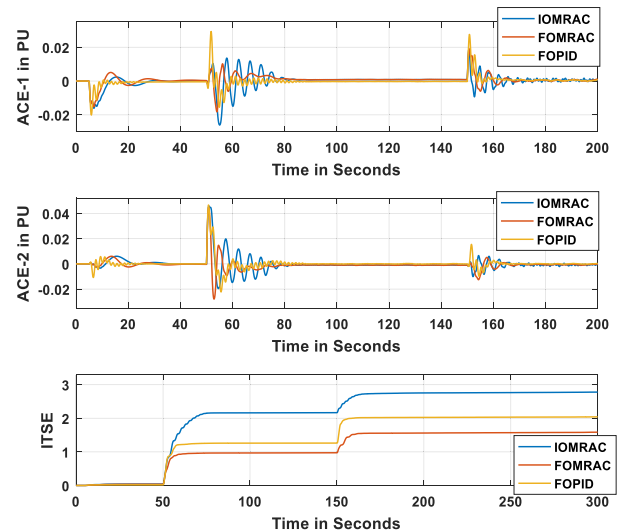 IOMRAC
FOMRAC
FOPID
ACE-1 in PU
0.02
0
-0.02
0 20 40 60 80 100 120 140 160 180 200
Time in Seconds
IOMRAC
FOMRAC
FOPID
ACE-2 in PU
0.04
0.02
0
-0.02
0 20 40 60 80 100 120 140 160 180 200
Time in Seconds
ITSE
3
2
1
0
IOMRAC
FOMRAC
FOPID
0 50 100 150 200 250 300
Time in Seconds